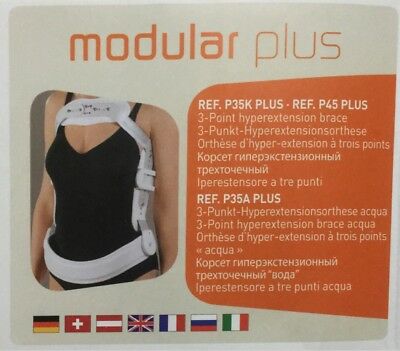 modular plus
REF. P35K PLUS - REF. P45 PLUS
3-Point hyperextension brace
3-Punkt-Hyperextensionsorthese
Orthèse d'hyper-extension à trois points
Корсет гиперэкстензионный
трехточечный
Iperestensore a tre punti
REF. P35A PLUS
3-Punkt-Hyperextensionsorthese acqua
3-Point hyperextension brace acqua
Orthèse d'hyper-extension à trois points
« acqua »
Корсет гиперэкстензионный
трехточечный "вода"
Iperestensore a tre punti acqua